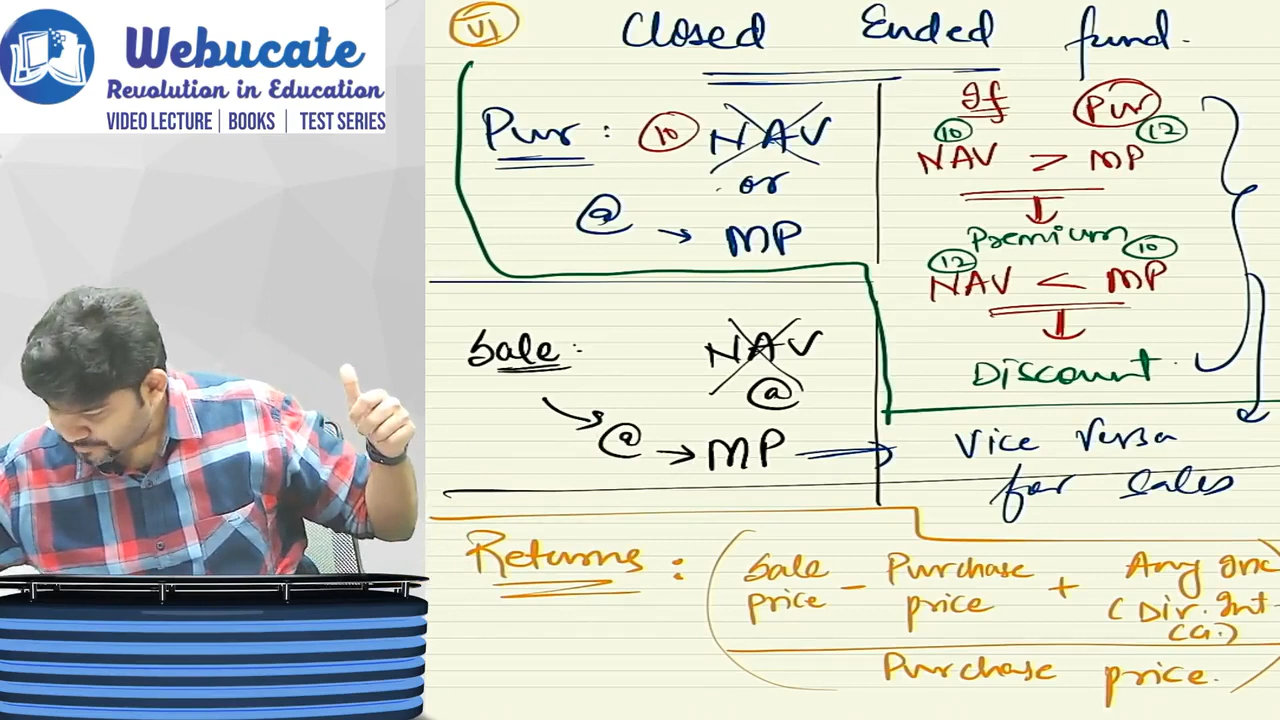 Webucate
Revolution in Education
VIDEO LECTURE | BOOKS | TEST SERIES
VI
Closed Ended fund.
Pur : 10 NAV
or
@ → MP
If Pur
10 12
NAV > MP
Premium
12 10
NAV < MP
Discount
Sale :
NAV
@
@ → MP
Vice Versa
for Sales
Returns :
Sale price - Purchase price + Any Inc
(Div. Int
CG.)
Purchase price.